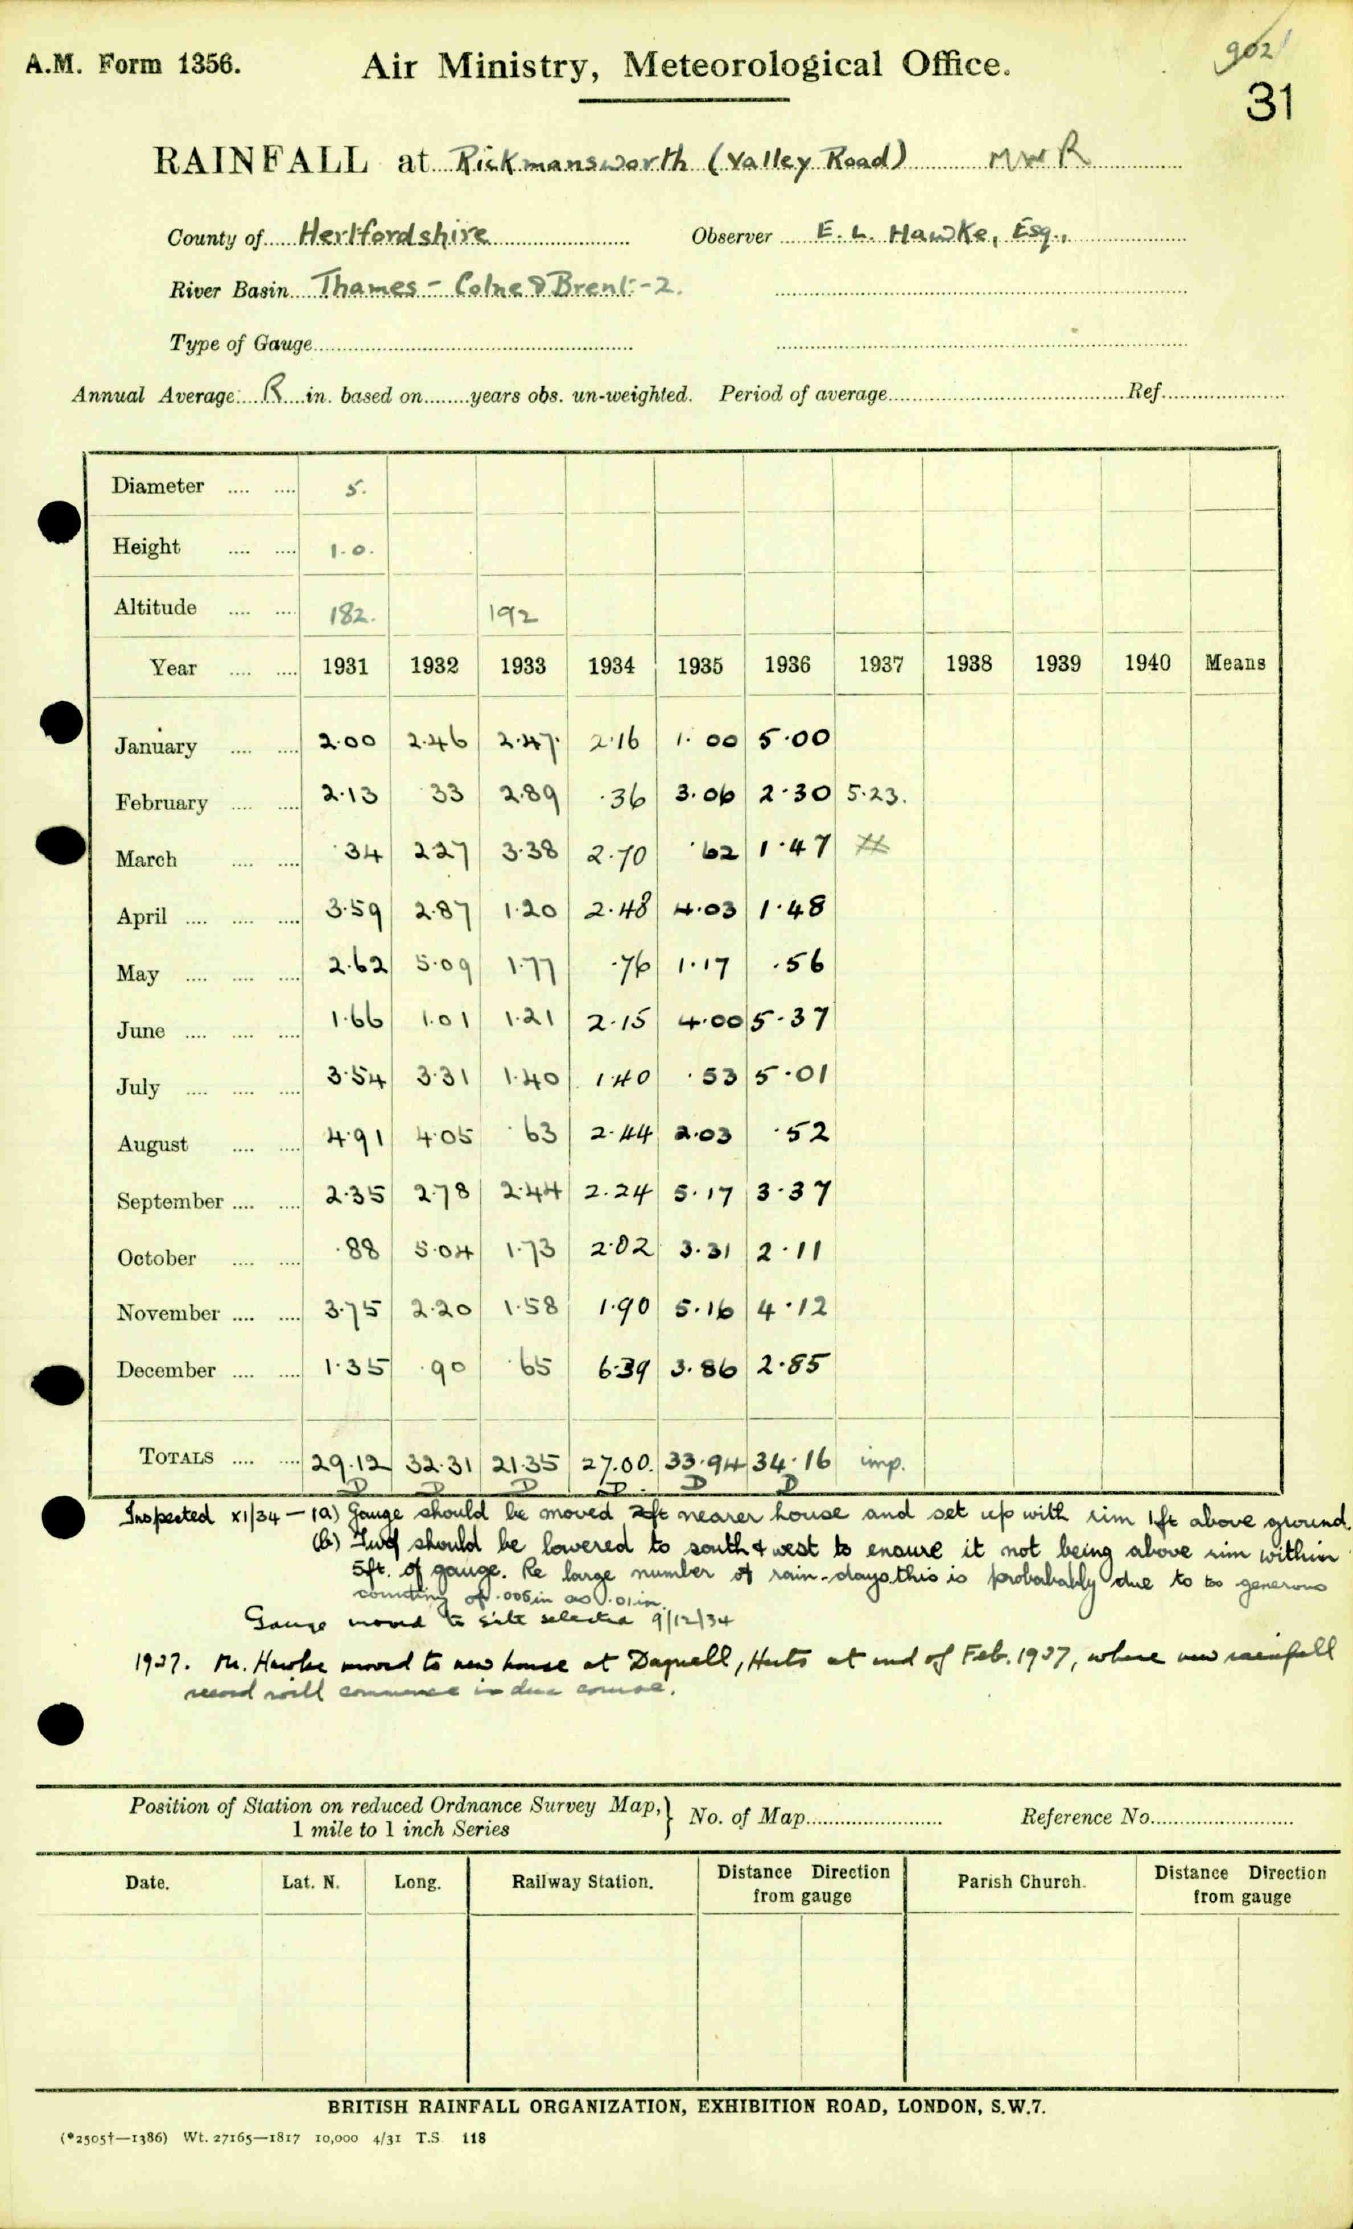 902
A.M. Form 1356. Air Ministry, Meteorological Office.
31
RAINFALL at Rickmansworth (Valley Road) MWR
County of Hertfordshire Observer E. L. Hawke, Esq.,
River Basin Thames - Colne & Brent - 2.
Type of Gauge
Annual Average R in. based on years obs. un-weighted. Period of average Ref.
Diameter 5.
Height 1.0.
Altitude 182. 192
Year 1931 1932 1933 1934 1935 1936 1937 1938 1939 1940 Means
January 2.00 2.46 2.47. 2.16 1.00 5.00
February 2.13 .33 2.89 .36 3.06 2.30 5.23.
March .34 2.27 3.38 2.70 .62 1.47
April 3.59 2.87 1.20 2.48 4.03 1.48
May 2.62 5.09 1.77 .76 1.17 .56
June 1.66 1.01 1.21 2.15 4.00 5.37
July 3.54 3.31 1.40 1.40 .53 5.01
August 4.91 4.05 .63 2.44 2.03 .52
September 2.35 2.78 2.44 2.24 5.17 3.37
October .88 5.04 1.73 2.02 3.31 2.11
November 3.75 2.20 1.58 1.90 5.16 4.12
December 1.35 .90 .65 6.39 3.86 2.85
TOTALS 29.12 32.31 21.35 27.00. 33.94 34.16 imp.
D D D D. D D
Inspected XI/34 - (a) Gauge should be moved 2ft nearer house and set up with rim 1ft above ground.
(b) Turf should be lowered to south & west to ensure it not being above rim within
5ft. of gauge. Re large number of rain-days this is probabably due to too generous
counting of .005in as .01in.
Gauge moved to site selected 9/12/34
1937. Mr. Hawke moved to new house at Dagnell, Herts at end of Feb. 1937, where new rainfall
record will commence in due course.
Position of Station on reduced Ordnance Survey Map, } No. of Map Reference No.
1 mile to 1 inch Series
Date. Lat. N. Long. Railway Station. Distance Direction from gauge Parish Church. Distance Direction from gauge
BRITISH RAINFALL ORGANIZATION, EXHIBITION ROAD, LONDON, S.W.7.
(*2505†—1386) Wt. 27165—1817 10,000 4/31 T.S. 118